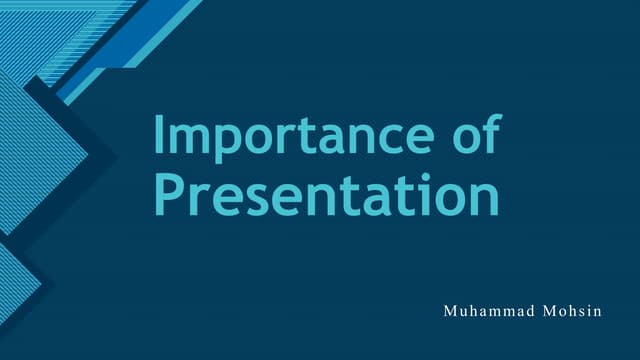 Importance of
Presentation
Muhammad Mohsin